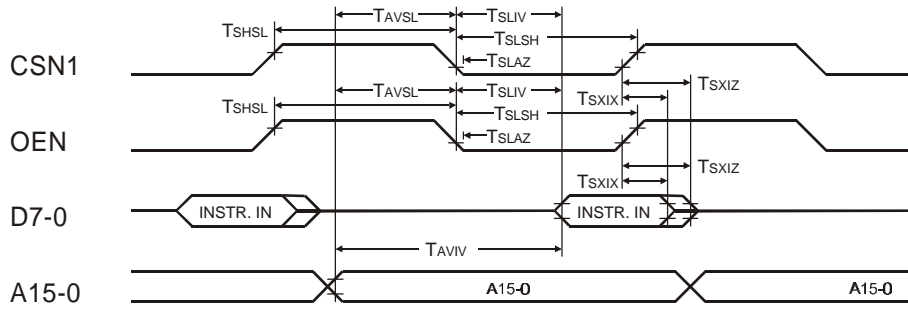 TAVSL TSLIV
TSHSL TSLSH
CSN1 TSLAZ
TAVSL TSLIV TSXIX TSXIZ
TSHSL TSLSH
OEN TSLAZ
TSXIX TSXIZ
D7-0 INSTR. IN INSTR. IN
TAVIV
A15-0 A15-0 A15-0